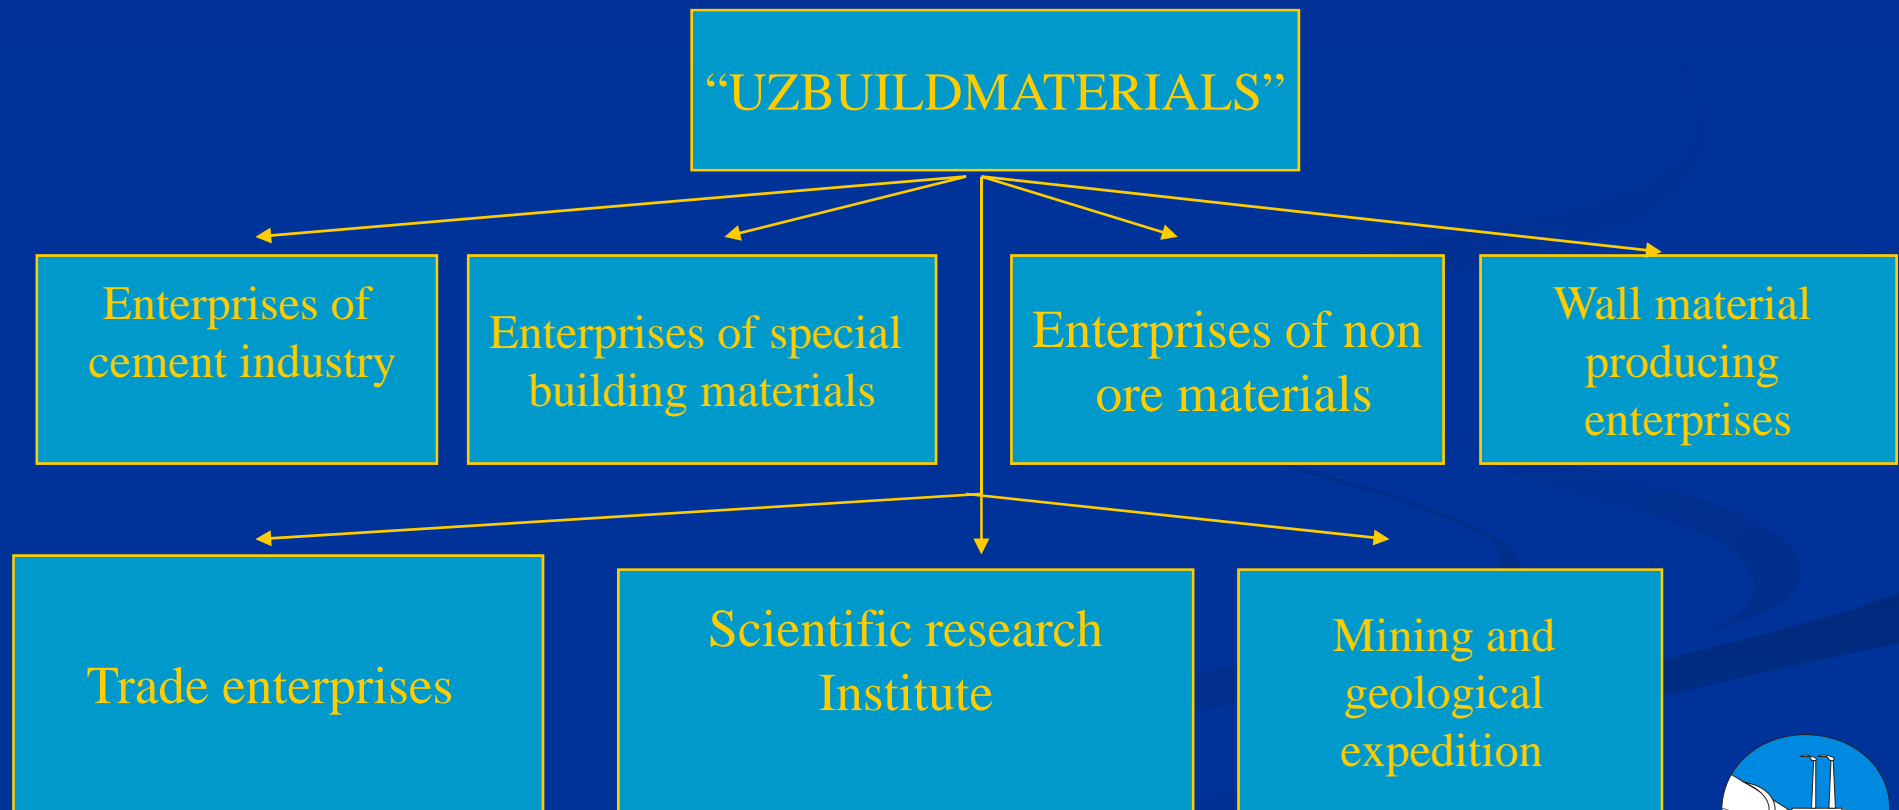 “UZBUILDMATERIALS”
Enterprises of
cement industry
Enterprises of special
building materials
Enterprises of non
ore materials
Wall material
producing
enterprises
Trade enterprises
Scientific research
Institute
Mining and
geological
expedition